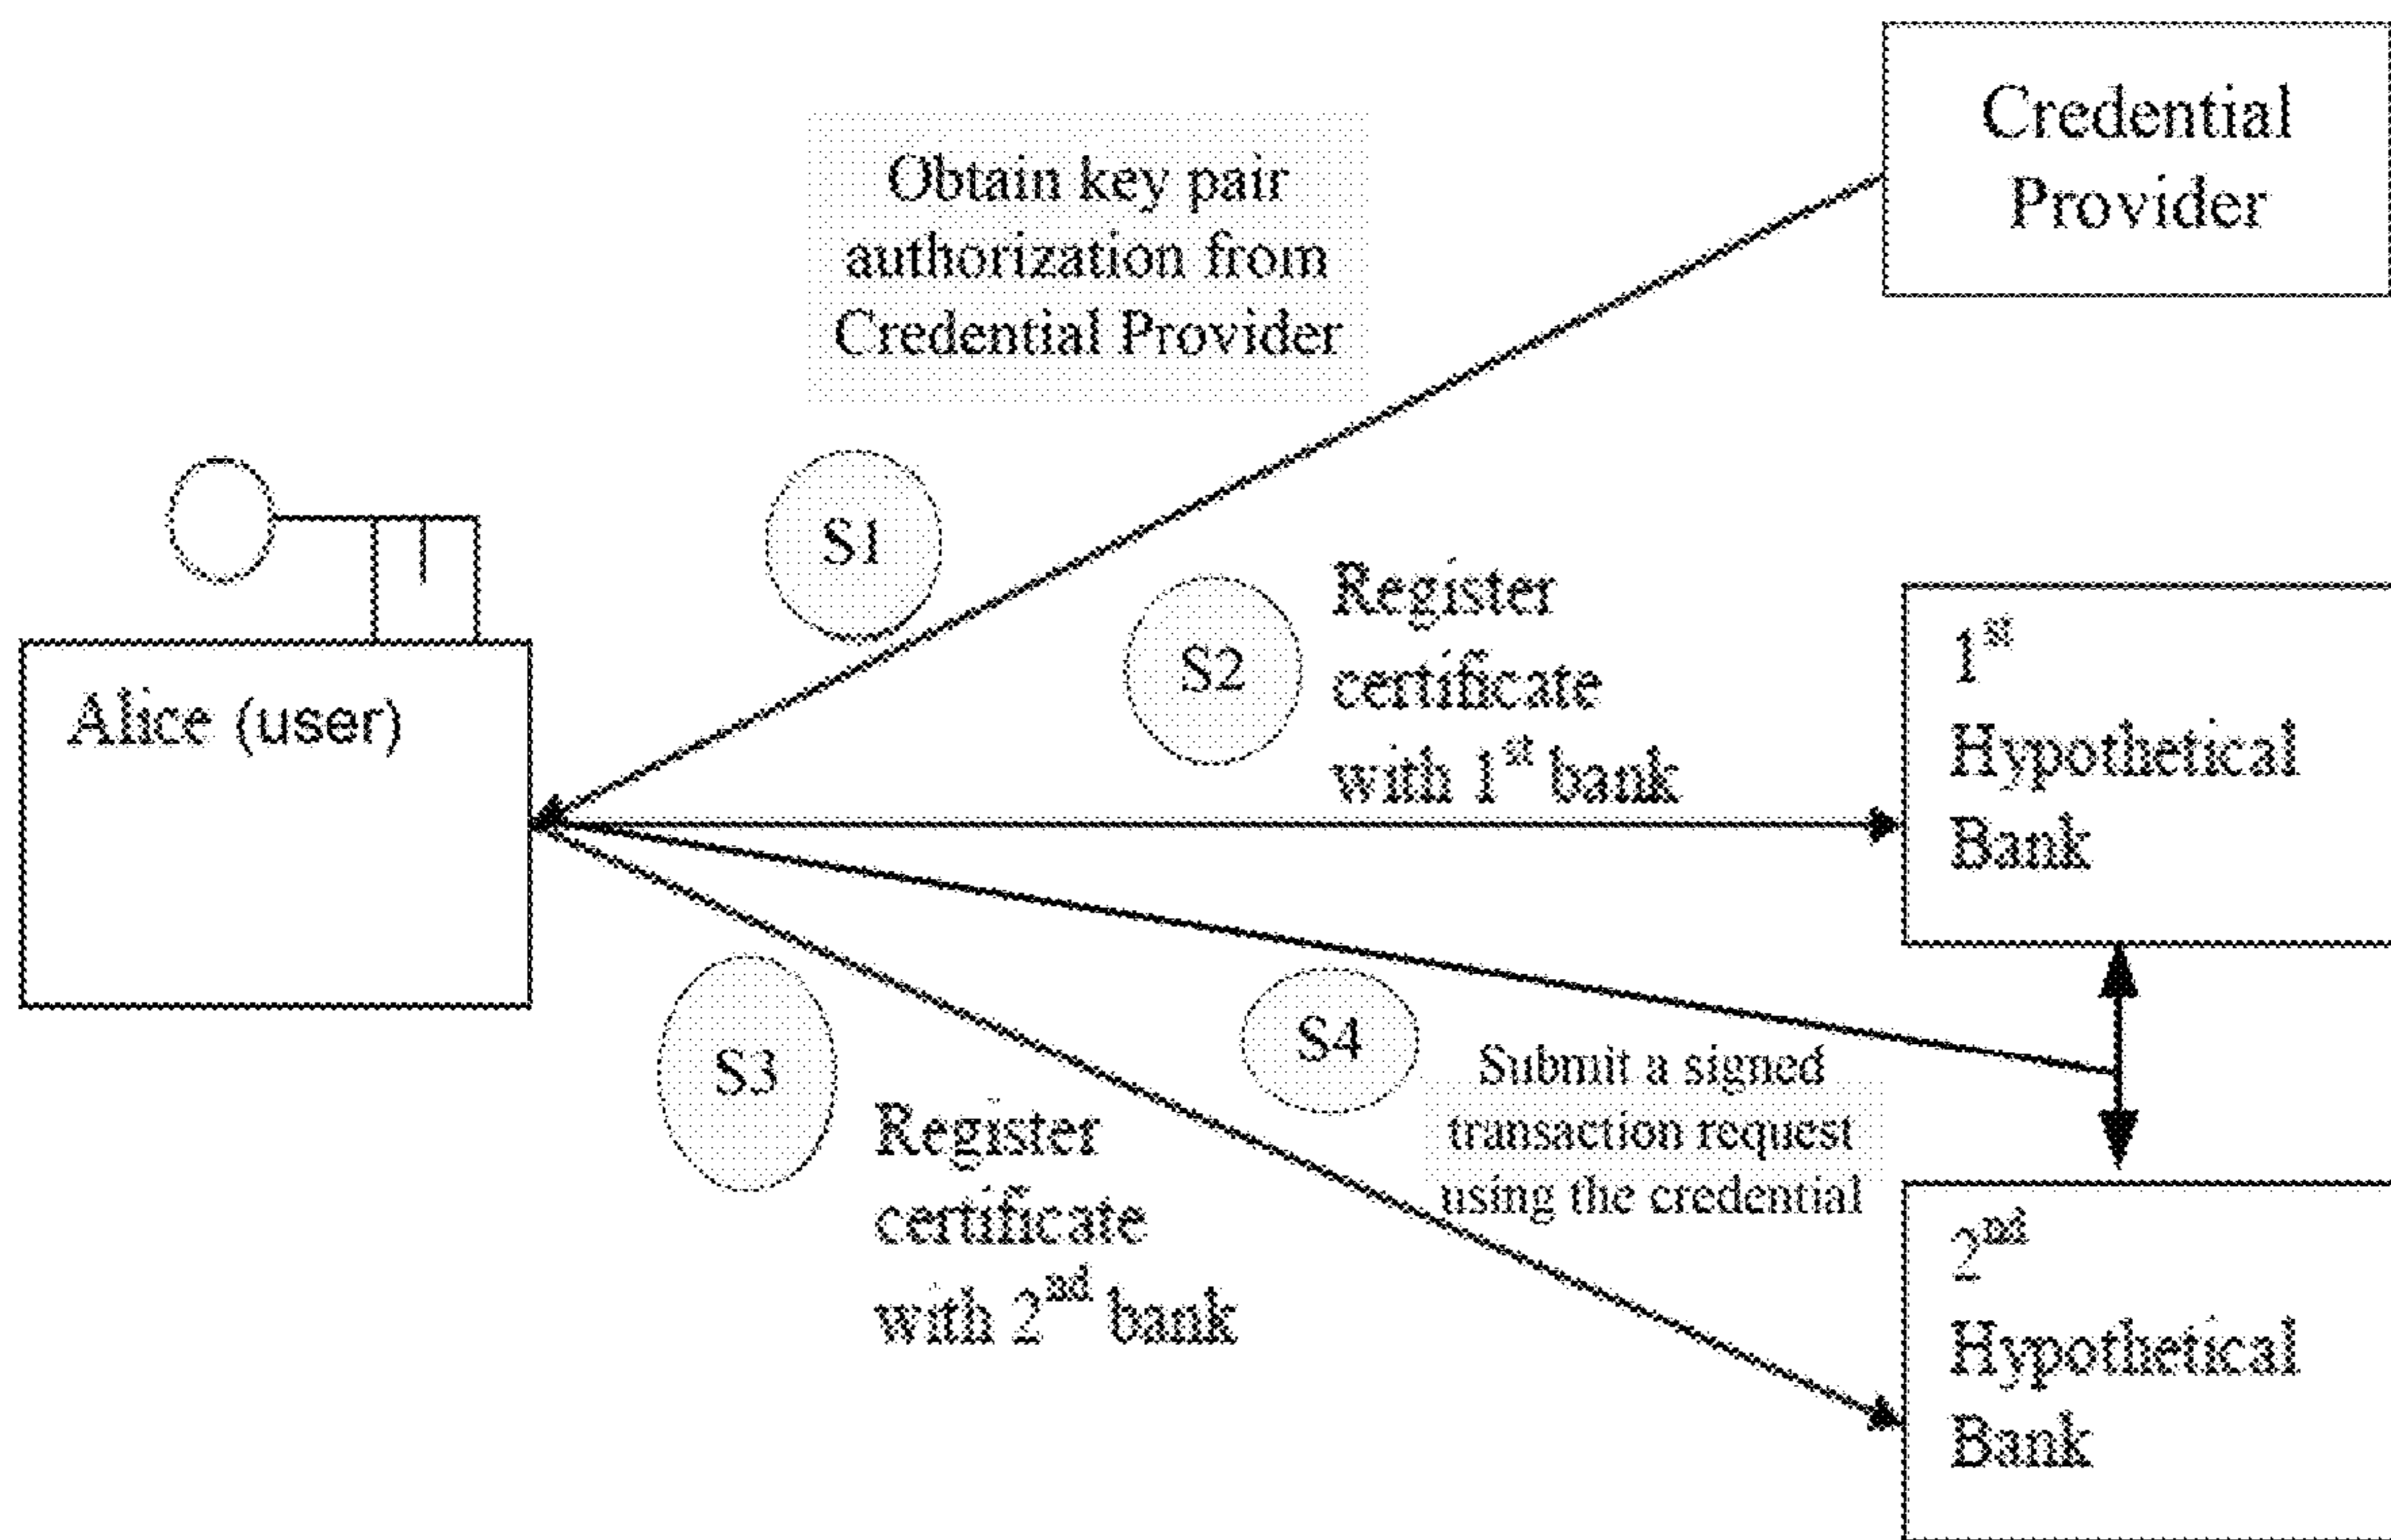 Credential
Provider
Obtain key pair
authorization from
Credential Provider
S1
S2
Register
certificate
with 1st bank
Alice (user)
1st
Hypothetical
Bank
S3
Register
certificate
with 2nd bank
S4
Submit a signed
transaction request
using the credential
2nd
Hypothetical
Bank